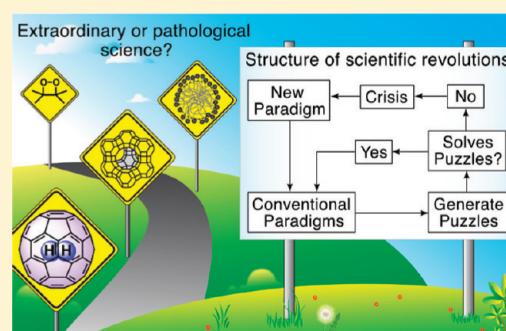 Extraordinary or pathological
science?
Structure of scientific revolutions
New
Paradigm
Crisis
No
Yes
Solves
Puzzles?
Conventional
Paradigms
Generate
Puzzles
O-O
H H